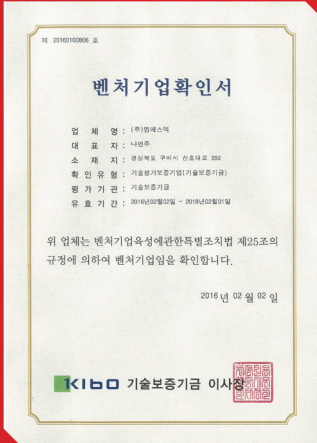 제 20160100806 호
벤처기업확인서
업 체 명 : (주)엠에스텍
대 표 자 : 나번주
소 재 지 : 경상북도 구미시 산호대로 392
확 인 유 형 : 기술평가보증기업(기술보증기금)
평 가 기 관 : 기술보증기금
유 효 기 간 : 2016년02월02일 ~ 2018년02월01일
위 업체는 벤처기업육성에관한특별조치법 제25조의
규정에 의하여 벤처기업임을 확인합니다.
2016 년 02 월 02 일
KIBO 기술보증기금 이사장